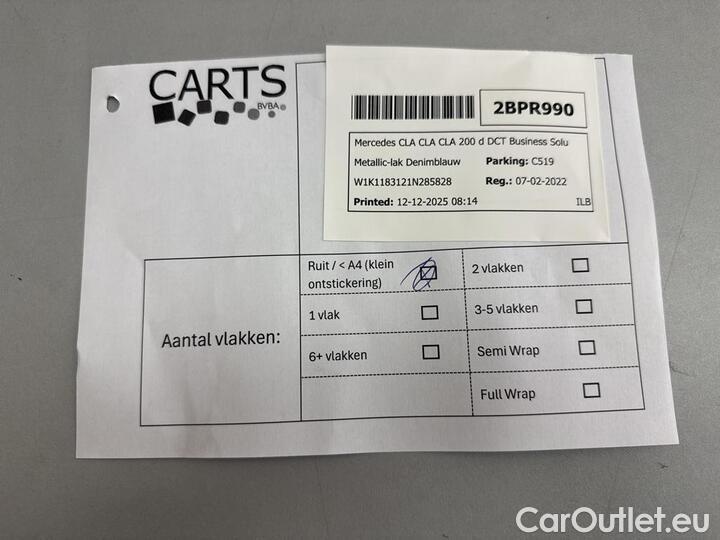 CARTS
BVBA
2BPR990
Mercedes CLA CLA CLA 200 d DCT Business Solu
Metallic-lak Denimblauw Parking: C519
W1K1183121N285828 Reg.: 07-02-2022
Printed: 12-12-2025 08:14 ILB
Aantal vlakken:
Ruit / < A4 (klein
ontstickering)
2 vlakken
1 vlak
3-5 vlakken
6+ vlakken
Semi Wrap
Full Wrap
CarOutlet.eu